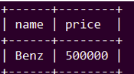 +------+--------+
| name | price  |
+------+--------+
| Benz | 500000 |
+------+--------+